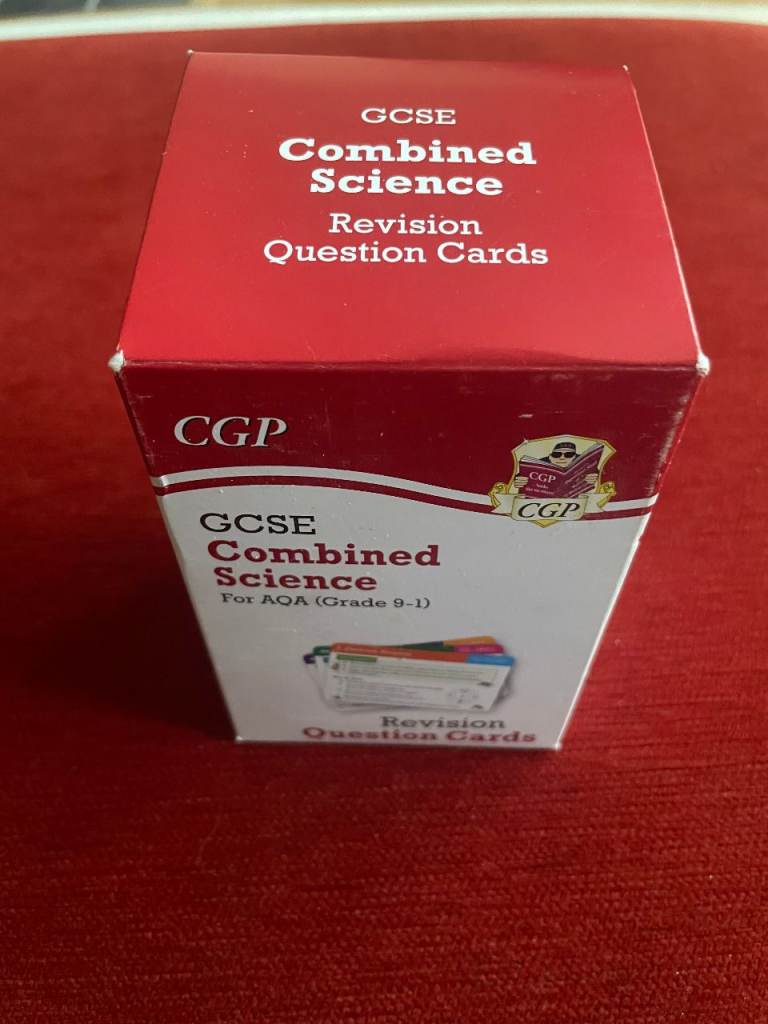 GCSE
Combined
Science
Revision
Question Cards
CGP
CGP
CGP
GCSE
Combined
Science
For AQA (Grade 9-1)
Revision
Question Cards